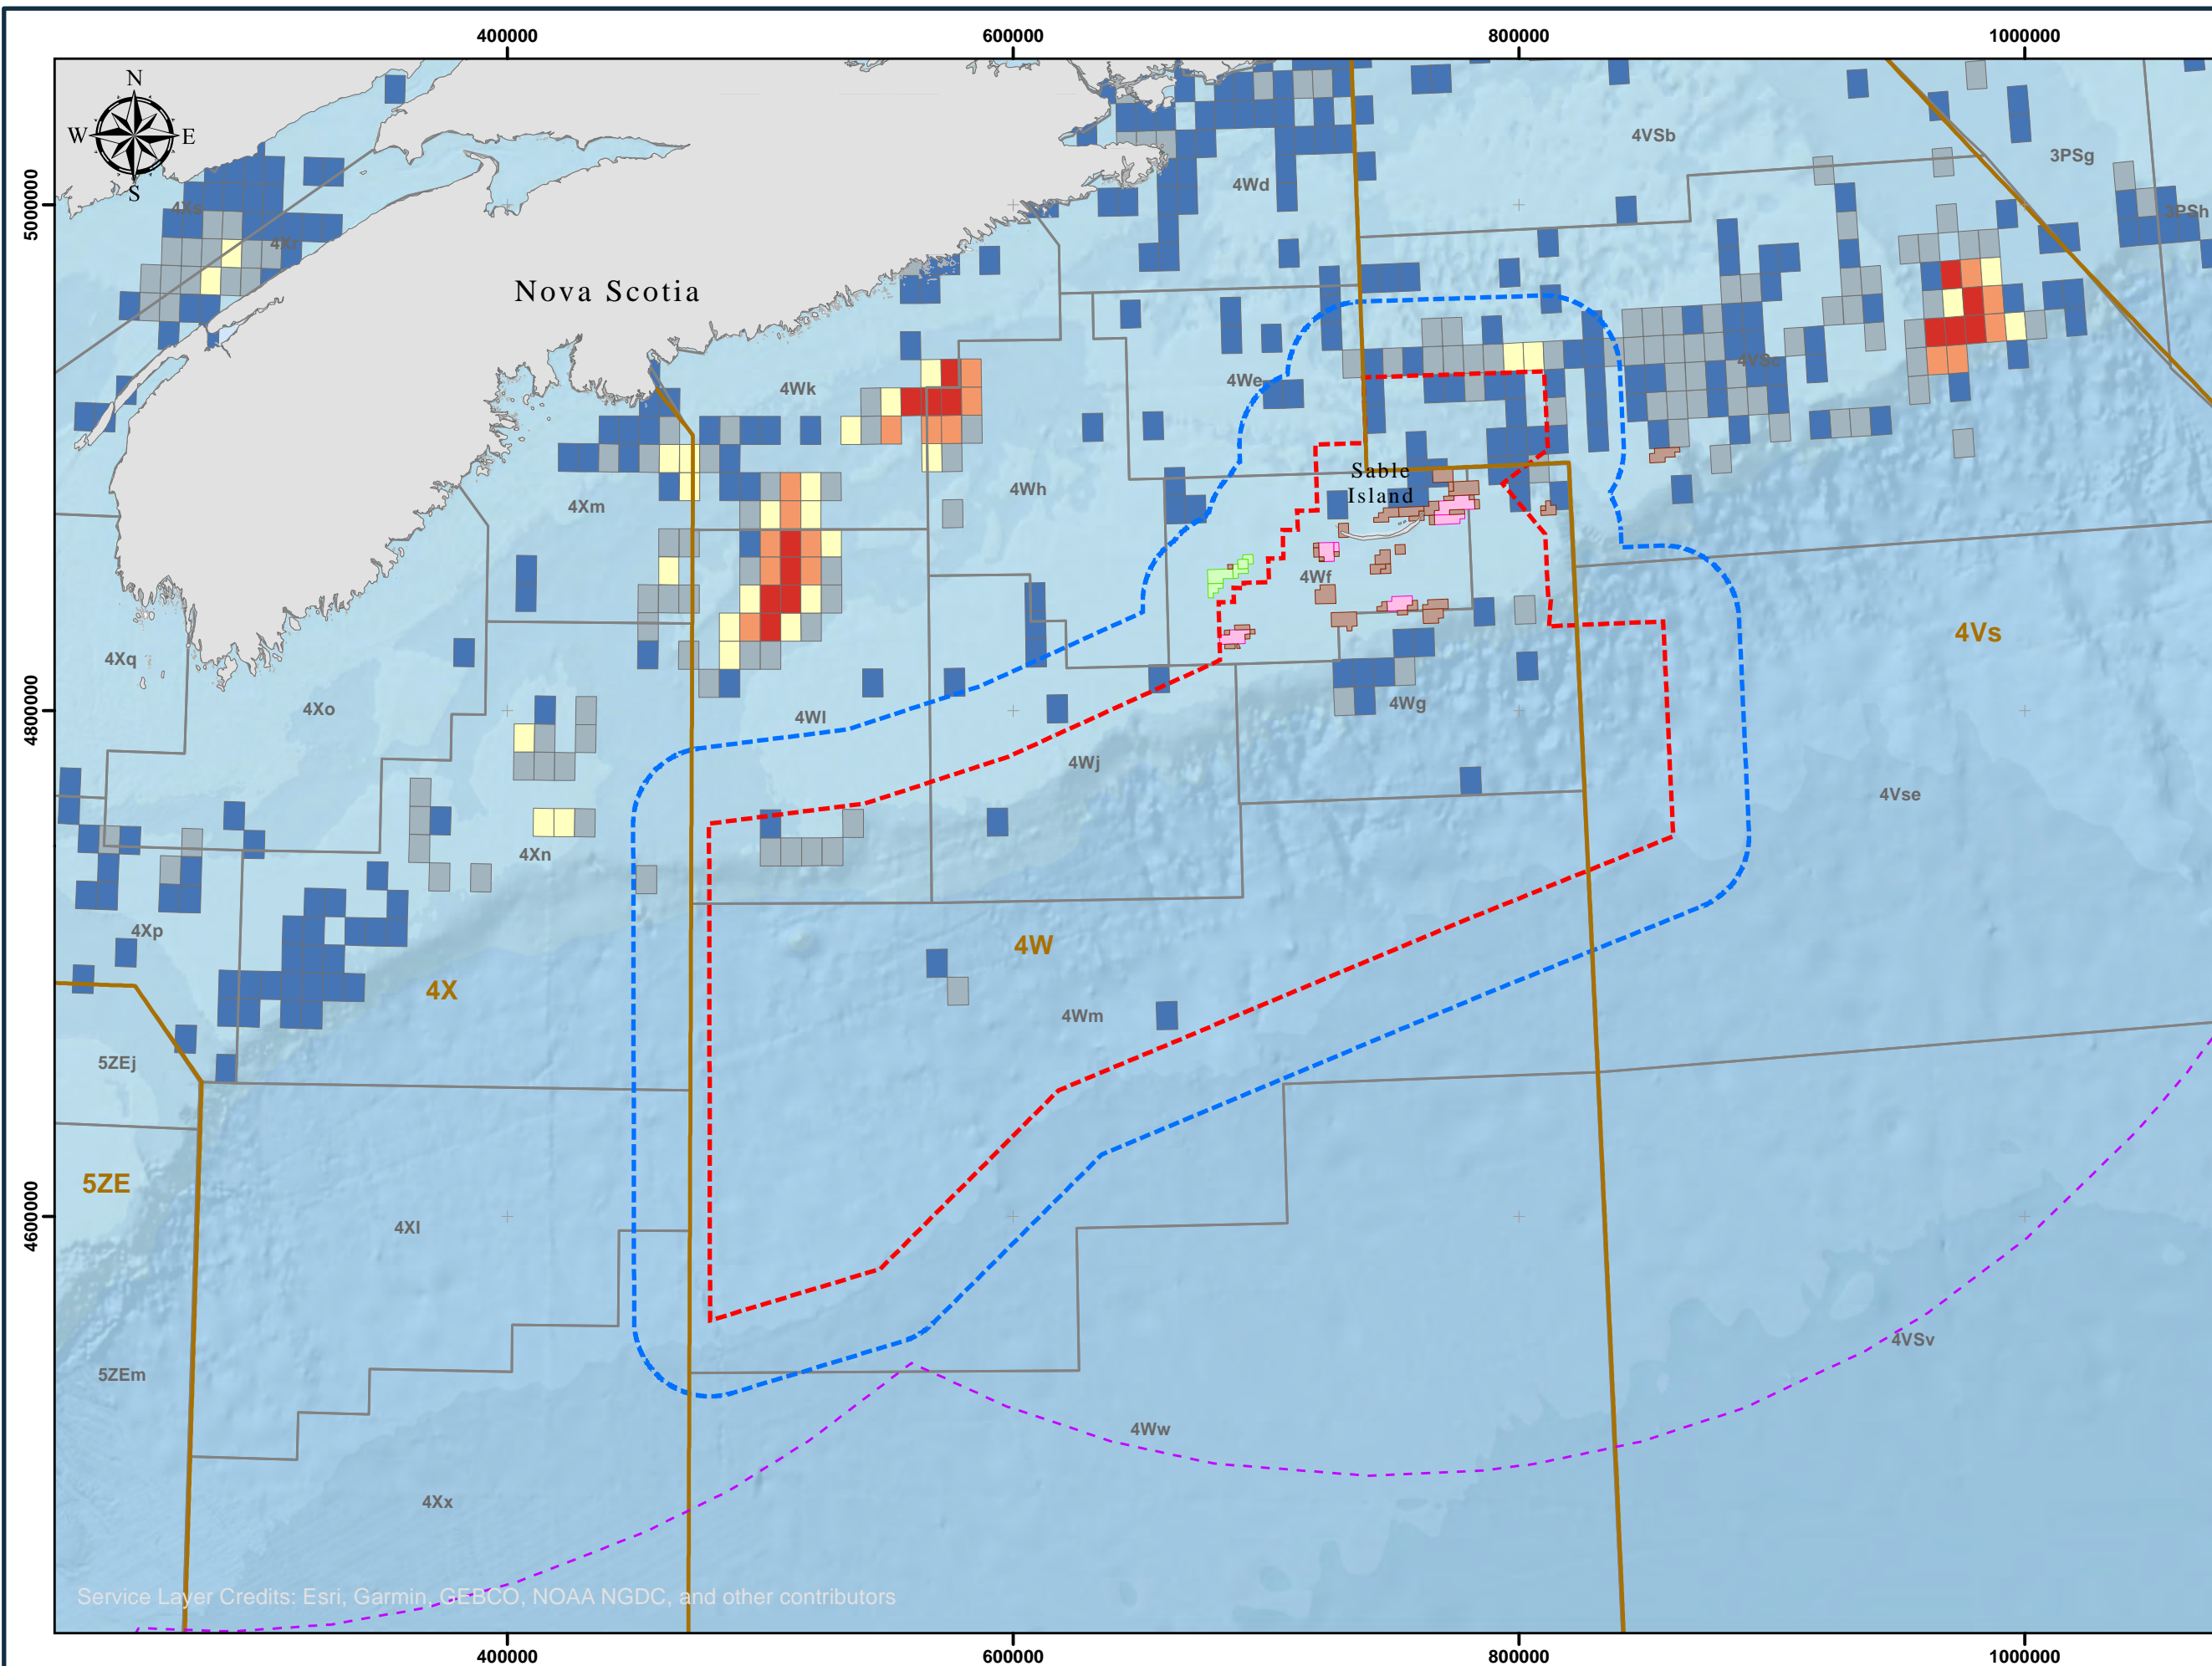 400000 600000 800000 1000000
N
W E
S
5000000
4800000
4600000
4VSb
3PSg
4Wd
4Xs
3PSh
4Xr
Nova Scotia
4VSc
4We
4Wk
Sable
Island
4Wh
4Xm
4Wf
4Vs
4Xq
4Xo
4Wg
4Wl
4Wj
4Vse
4Xn
4Xp
4W
4X
4Wm
5ZEj
5ZE
4Xl
4VSv
5ZEm
4Ww
4Xx
Service Layer Credits: Esri, Garmin, GEBCO, NOAA NGDC, and other contributors
400000 600000 800000 1000000